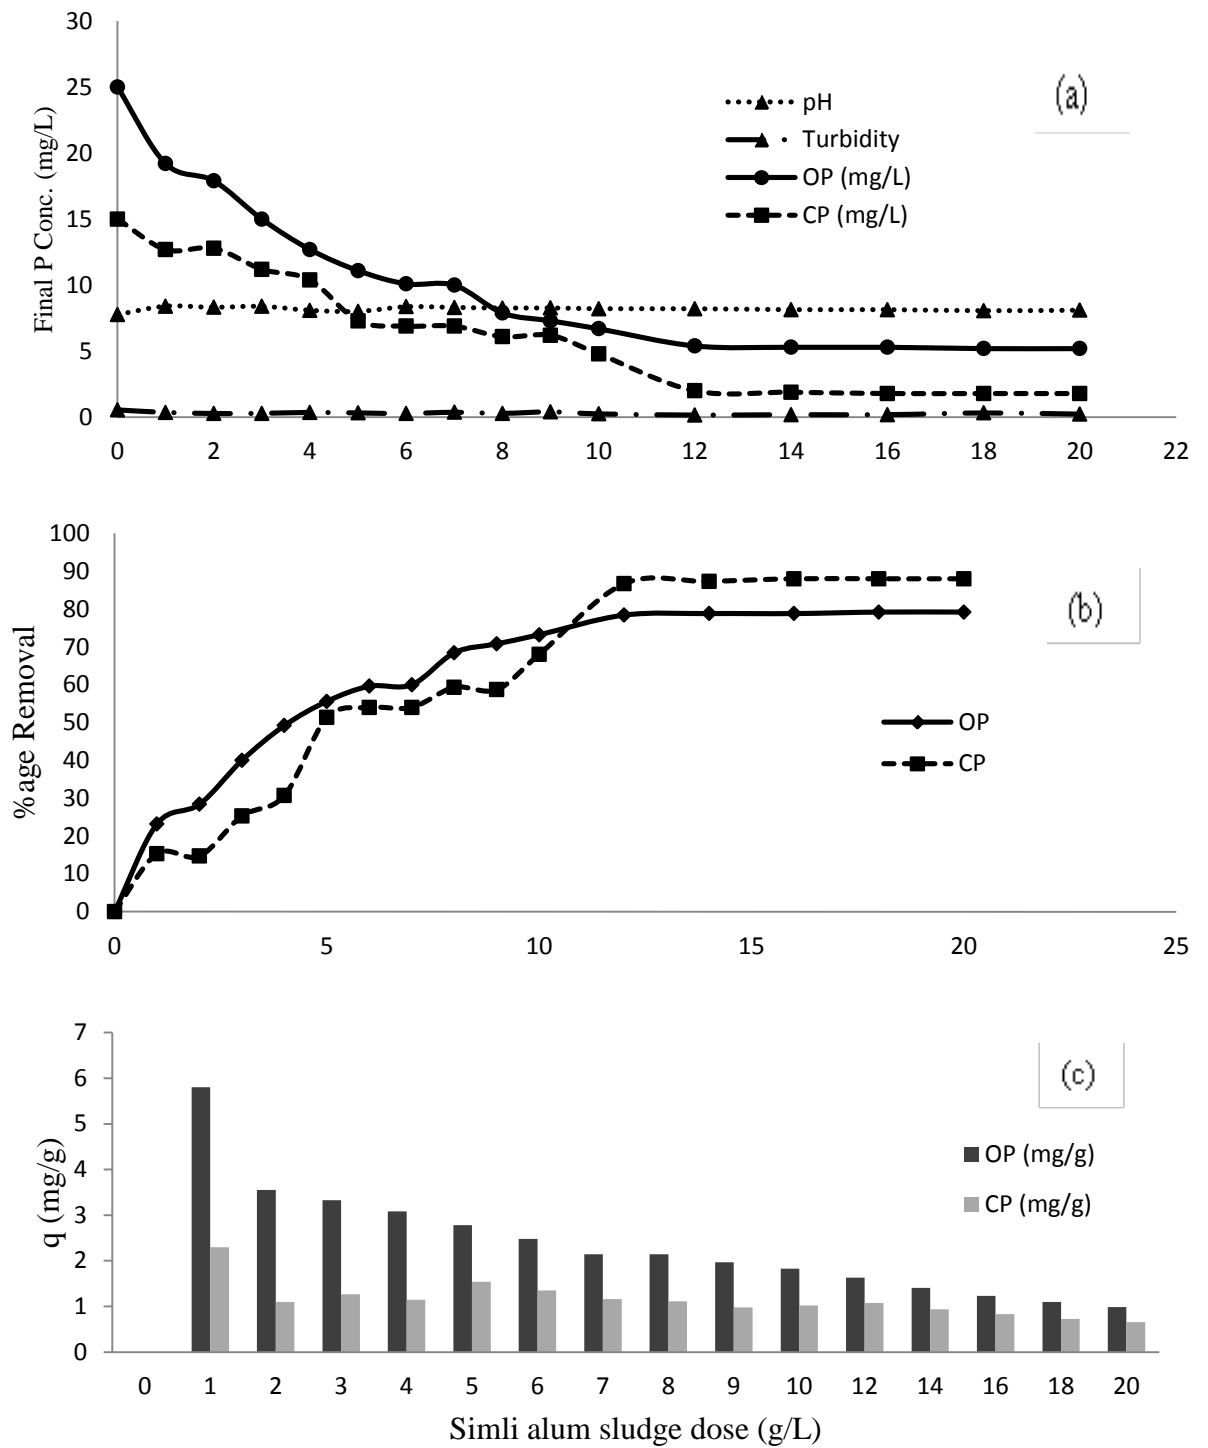 30
25
20
15
10
5
0
Final P Conc. (mg/L)
(a)
pH
Turbidity
OP (mg/L)
CP (mg/L)
0 2 4 6 8 10 12 14 16 18 20 22
100
90
80
70
60
50
40
30
20
10
0
%age Removal
(b)
OP
CP
0 5 10 15 20 25
7
6
5
4
3
2
1
0
q (mg/g)
(c)
OP (mg/g)
CP (mg/g)
0 1 2 3 4 5 6 7 8 9 10 12 14 16 18 20
Simli alum sludge dose (g/L)